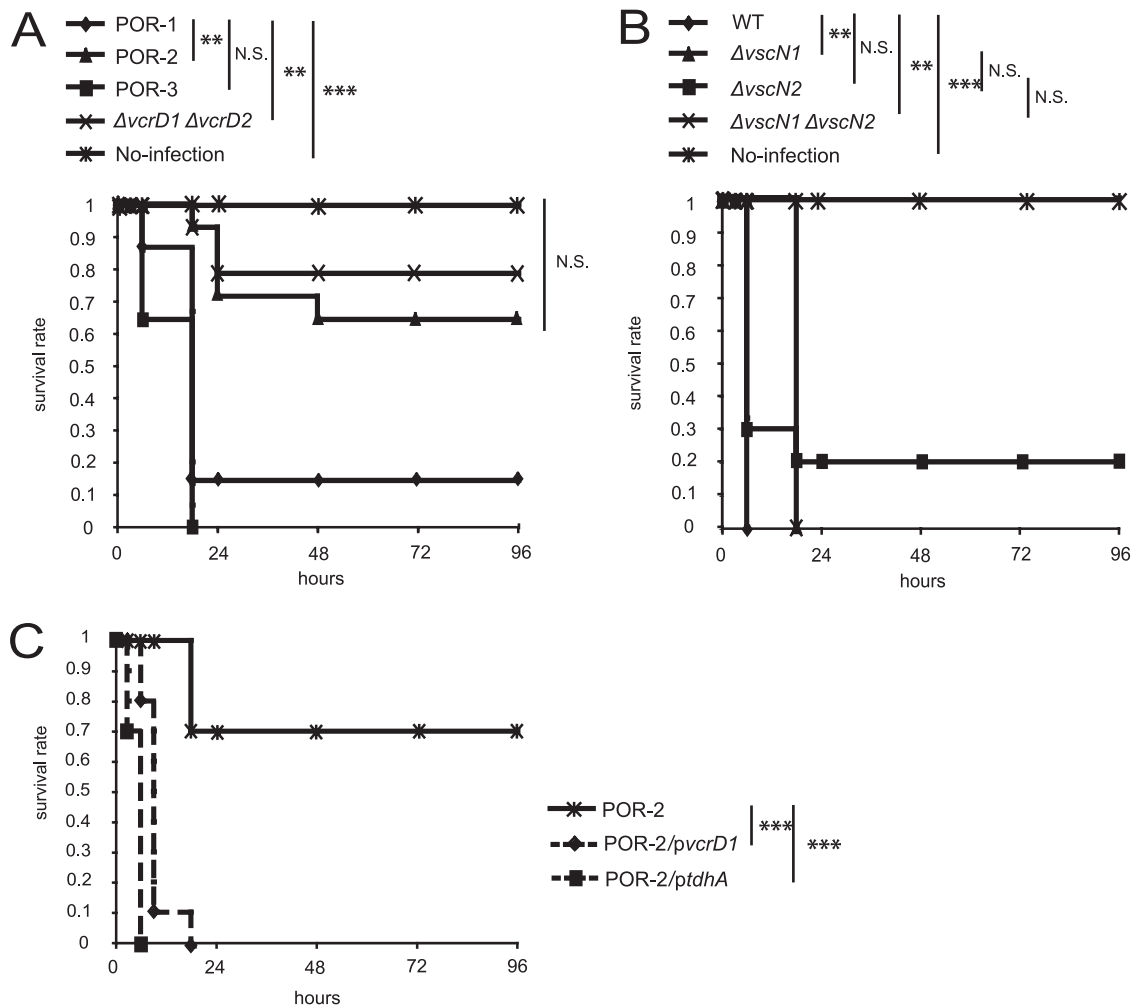 A
POR-1
POR-2
POR-3
ΔvcrD1 ΔvcrD2
No-infection
**
N.S.
**
***
1
0.9
0.8
0.7
0.6
0.5
0.4
0.3
0.2
0.1
0
survival rate
0 24 48 72 96
hours
N.S.
B
WT
ΔvscN1
ΔvscN2
ΔvscN1 ΔvscN2
No-infection
**
N.S.
**
***
N.S.
N.S.
1
0.9
0.8
0.7
0.6
0.5
0.4
0.3
0.2
0.1
0
survival rate
0 24 48 72 96
hours
C
1
0.9
0.8
0.7
0.6
0.5
0.4
0.3
0.2
0.1
0
survival rate
0 24 48 72 96
hours
POR-2
POR-2/pvcrD1
POR-2/ptdhA
***
***